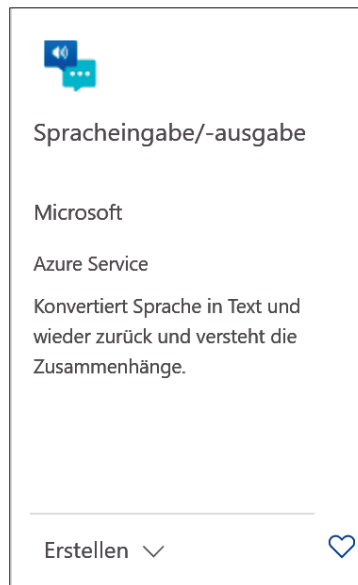 Spracheingabe/-ausgabe
Microsoft
Azure Service
Konvertiert Sprache in Text und
wieder zurück und versteht die
Zusammenhänge.
Erstellen